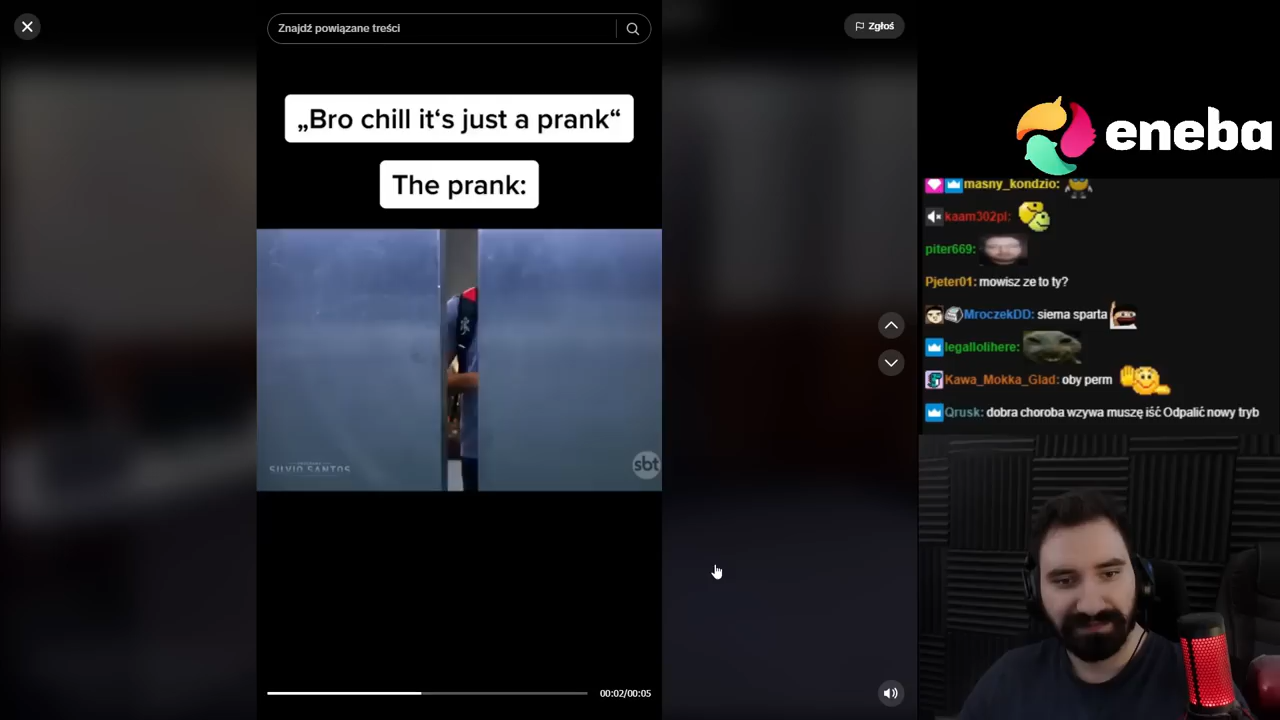 Znajdź powiązane treści
Zgłoś
„Bro chill it‘s just a prank“
The prank:
SILVIO SANTOS
sbt
00:02/00:05
eneba
masny_kondzio:
kaam302pl:
piter669:
Pjeter01: mowisz ze to ty?
MroczekDD: siema sparta
legallolihere:
Kawa_Mokka_Glad: oby perm
Qrusk: dobra choroba wzywa muszę iść Odpalić nowy tryb